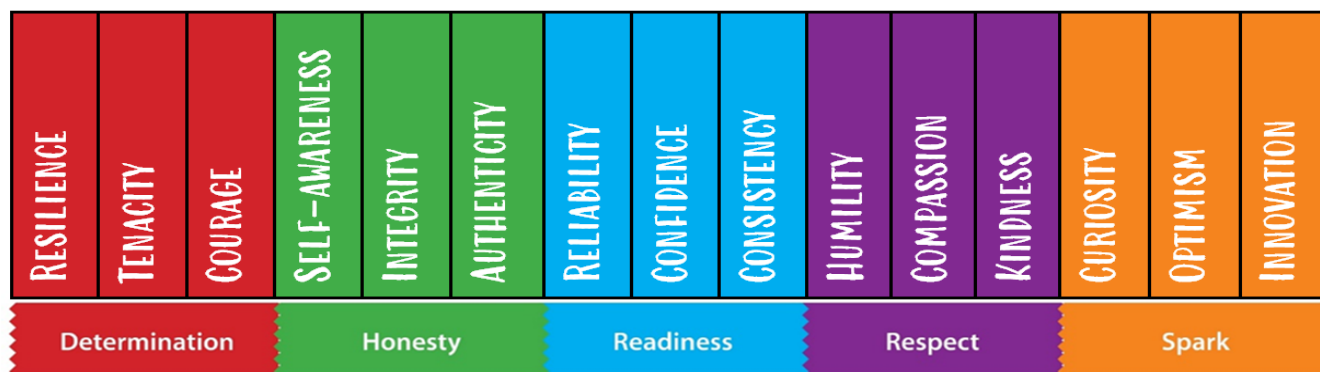 Resilience
Tenacity
Courage
Self-awareness
Integrity
Authenticity
Reliability
Confidence
Consistency
Humility
Compassion
Kindness
Curiosity
Optimism
Innovation
Determination
Honesty
Readiness
Respect
Spark